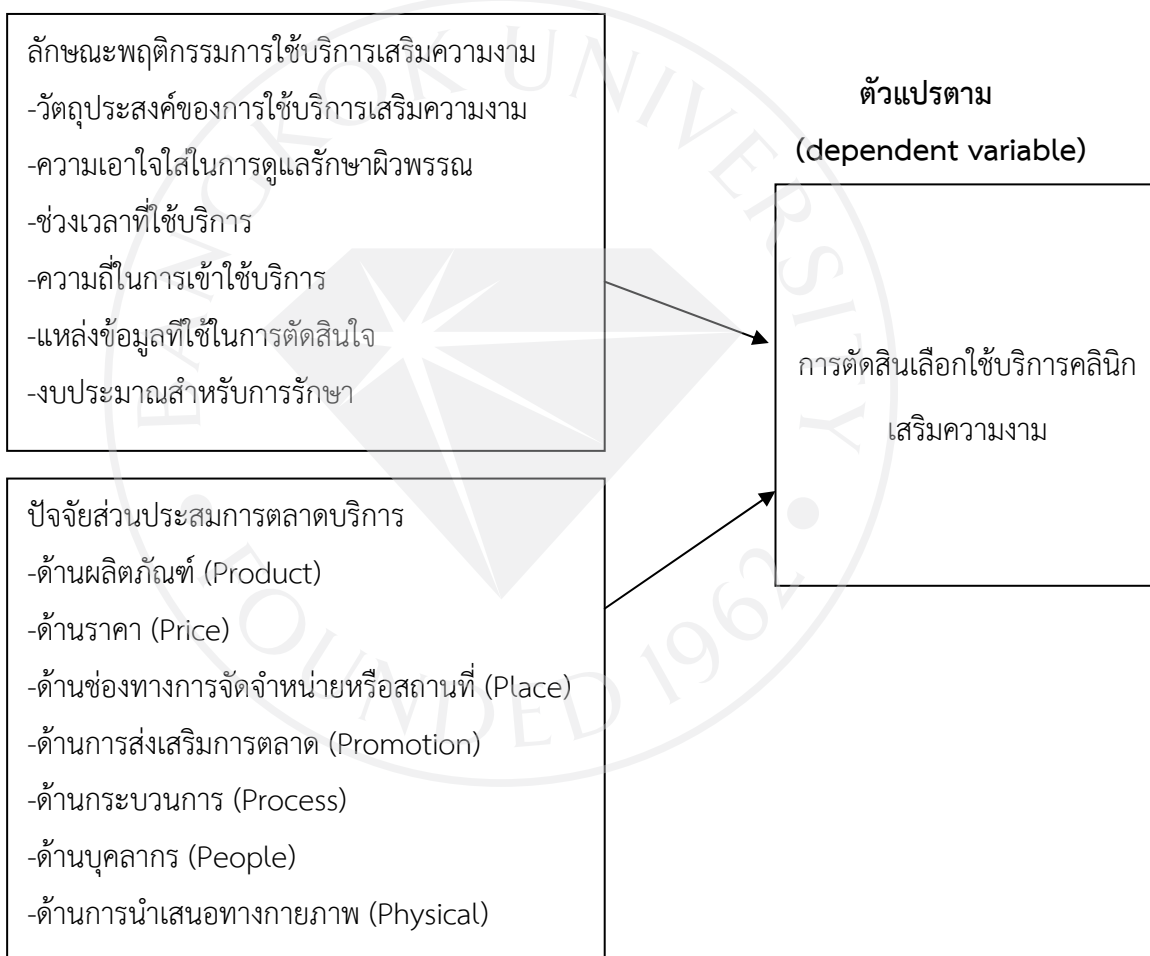 ลักษณะพฤติกรรมการใช้บริการเสริมความงาม
-วัตถุประสงค์ของการใช้บริการเสริมความงาม
-ความเอาใจใส่ในการดูแลรักษาผิวพรรณ
-ช่วงเวลาที่ใช้บริการ
-ความถี่ในการเข้าใช้บริการ
-แหล่งข้อมูลทีใช้ในการตัดสินใจ
-งบประมาณสำหรับการรักษา
ปัจจัยส่วนประสมการตลาดบริการ
-ด้านผลิตภัณฑ์ (Product)
-ด้านราคา (Price)
-ด้านช่องทางการจัดจำหน่ายหรือสถานที่ (Place)
-ด้านการส่งเสริมการตลาด (Promotion)
-ด้านกระบวนการ (Process)
-ด้านบุคลากร (People)
-ด้านการนำเสนอทางกายภาพ (Physical)
ตัวแปรตาม
(dependent variable)
การตัดสินเลือกใช้บริการคลินิก
เสริมความงาม
BANGKOK UNIVERSITY
FOUNDED 1962